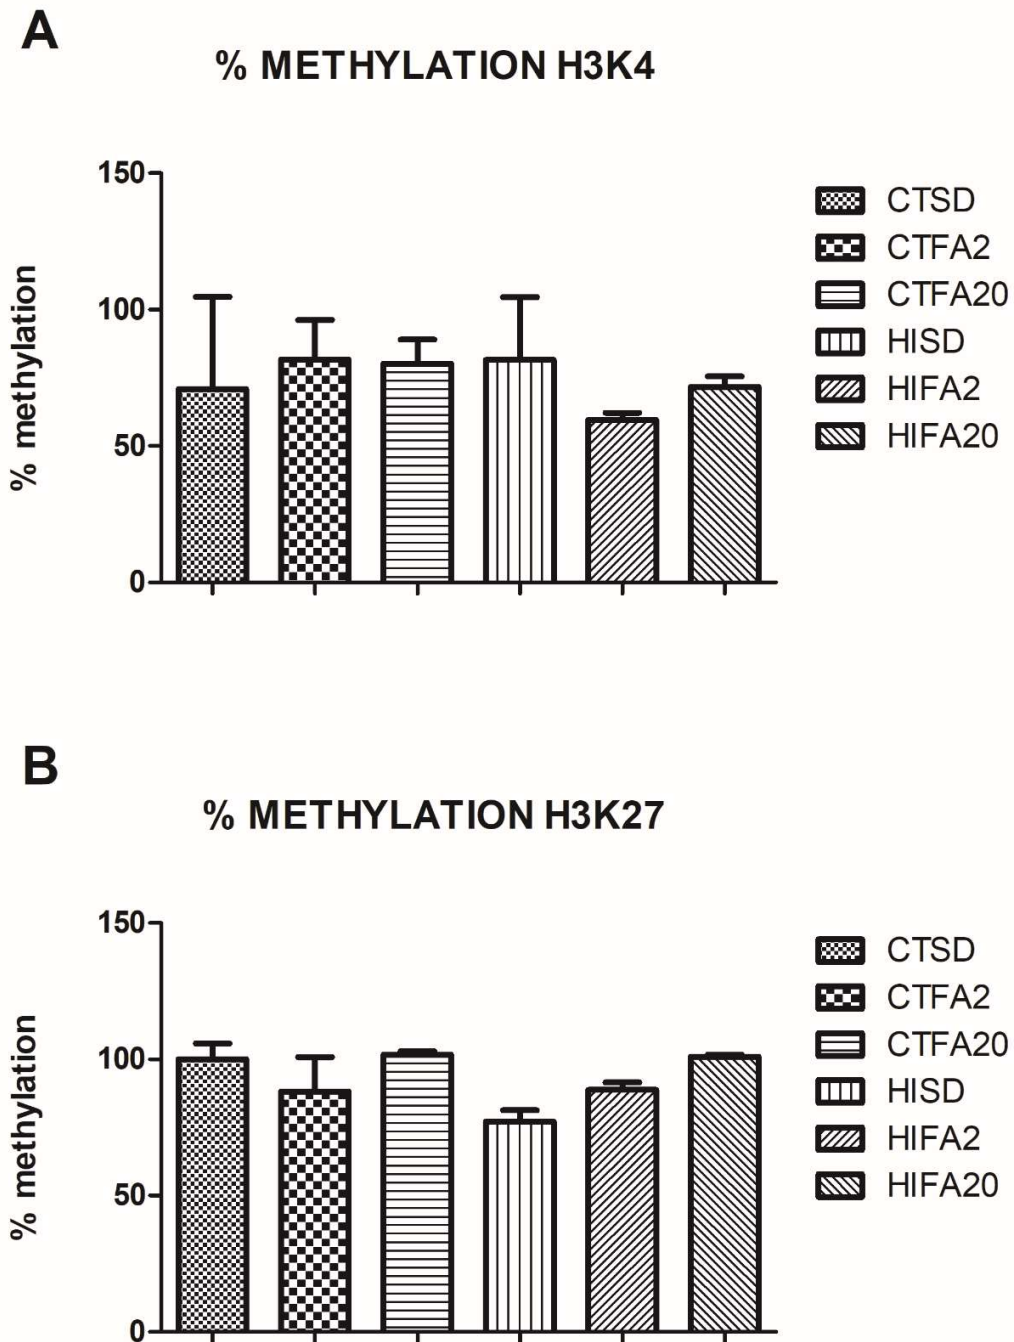 A
% METHYLATION H3K4
150
100
50
0
% methylation
CTSD
CTFA2
CTFA20
HISD
HIFA2
HIFA20
B
% METHYLATION H3K27
150
100
50
0
% methylation
CTSD
CTFA2
CTFA20
HISD
HIFA2
HIFA20